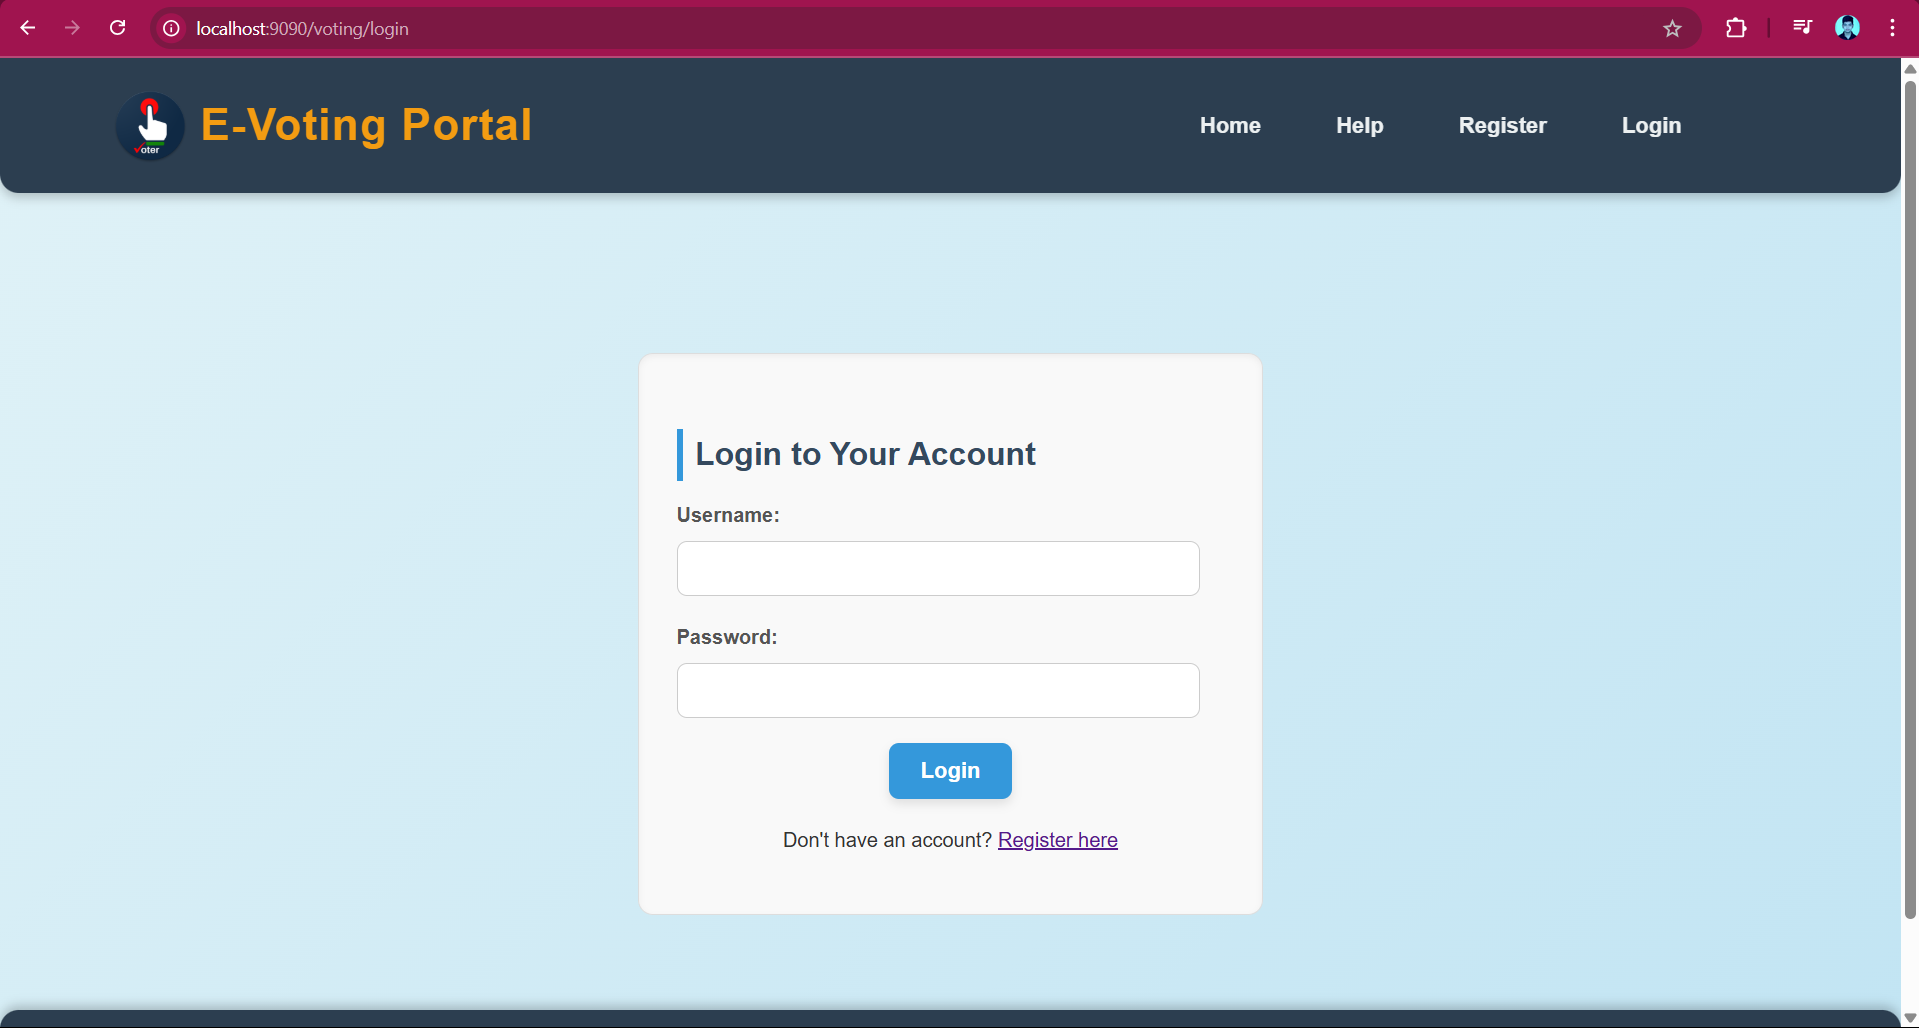 localhost:9090/voting/login
E-Voting Portal
oter
Home
Help
Register
Login
Login to Your Account
Username:
Password:
Login
Don't have an account? Register here